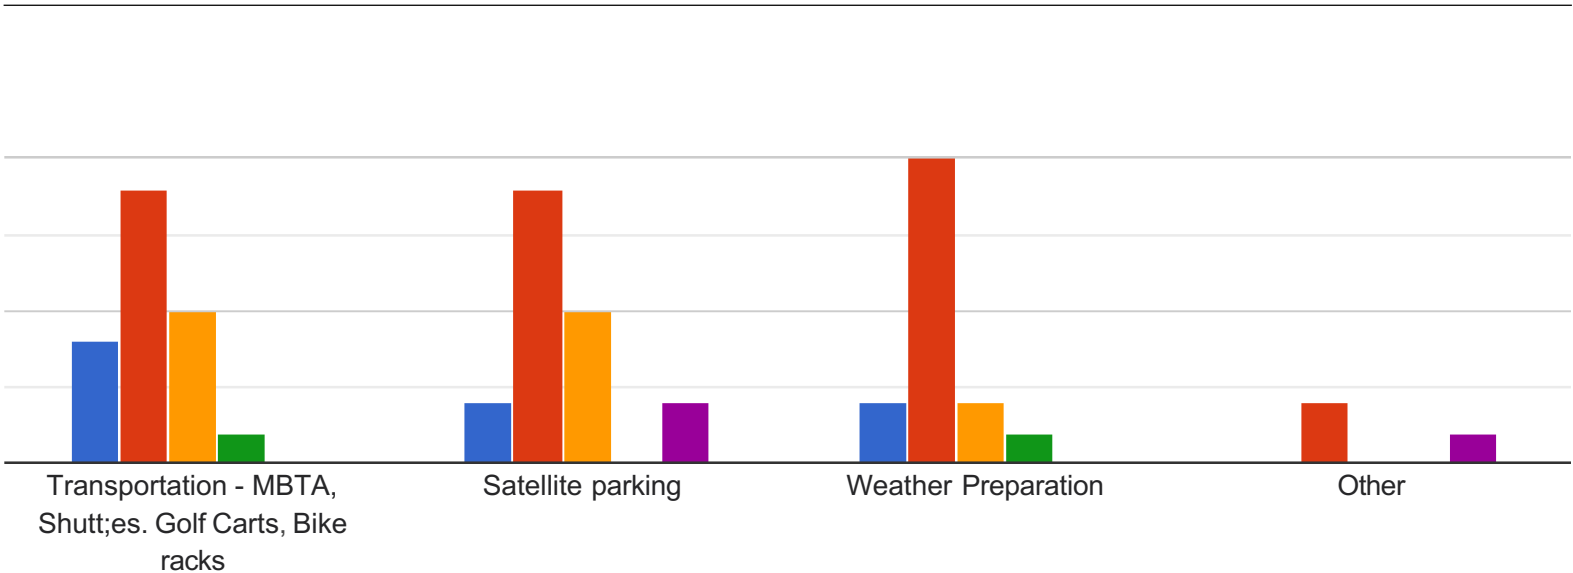 Transportation - MBTA,
Shutt;es. Golf Carts, Bike
racks
Satellite parking
Weather Preparation
Other